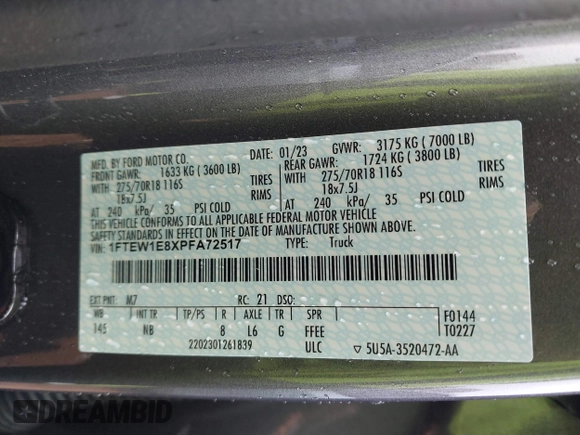 MFD. BY FORD MOTOR CO. DATE: 01/23 GVWR: 3175 KG ( 7000 LB)
FRONT GAWR: 1633 KG ( 3600 LB) REAR GAWR: 1724 KG ( 3800 LB)
WITH 275/70R18 116S TIRES WITH 275/70R18 116S TIRES
18x7.5J RIMS 18x7.5J RIMS
AT 240 kPa/ 35 PSI COLD AT 240 kPa/ 35 PSI COLD
THIS VEHICLE CONFORMS TO ALL APPLICABLE FEDERAL MOTOR VEHICLE
SAFETY STANDARDS IN EFFECT ON THE DATE OF MANUFACTURE SHOWN ABOVE.
VIN: 1FTEW1E8XPFA72517 TYPE: Truck
EXT PNT: M7 RC: 21 DSO:
WB INT TR TP/PS R AXLE TR SPR F0144
145 NB 8 L6 G FFEE T0227
2202301261839 ULC ▽ 5U5A-3520472-AA
DREAMBID